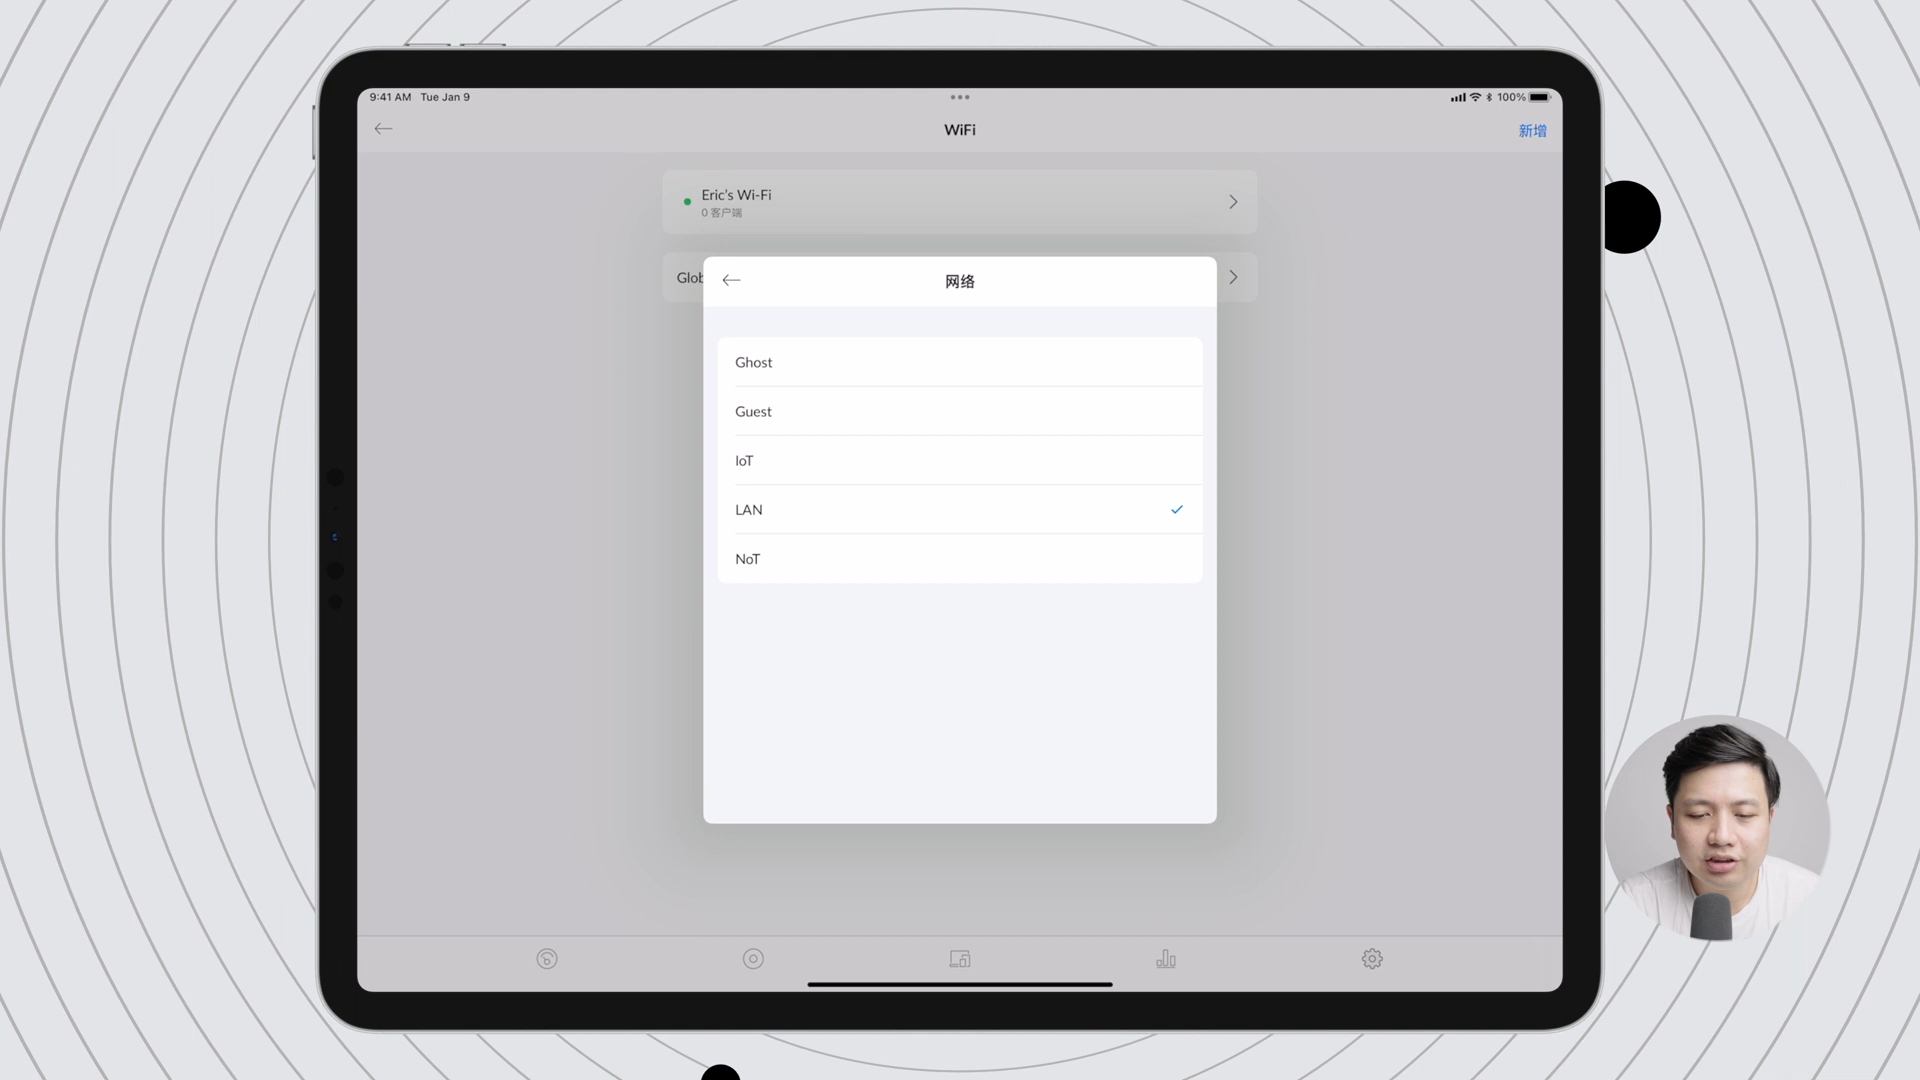 9:41 AM Tue Jan 9
100%
WiFi
新增
Eric's Wi-Fi
0 客户端
Glob
网络
Ghost
Guest
IoT
LAN
NoT